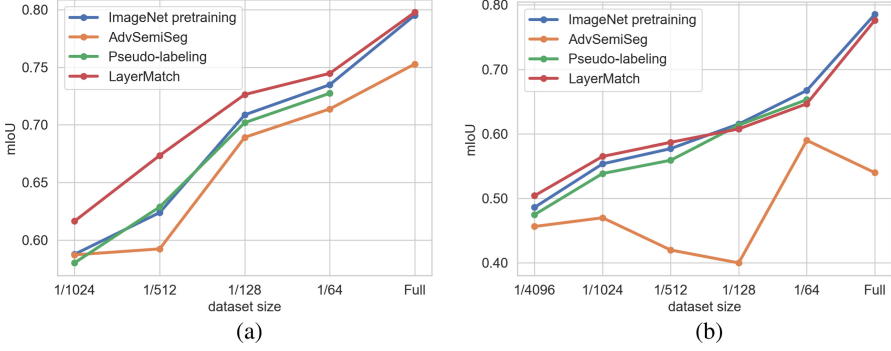 0.80
0.75
0.70
0.65
0.60
mIoU
ImageNet pretraining
AdvSemiSeg
Pseudo-labeling
LayerMatch
1/1024 1/512 1/128 1/64 Full
dataset size
(a)
0.80
0.70
0.60
0.50
0.40
mIoU
ImageNet pretraining
AdvSemiSeg
Pseudo-labeling
LayerMatch
1/4096 1/1024 1/512 1/128 1/64 Full
dataset size
(b)